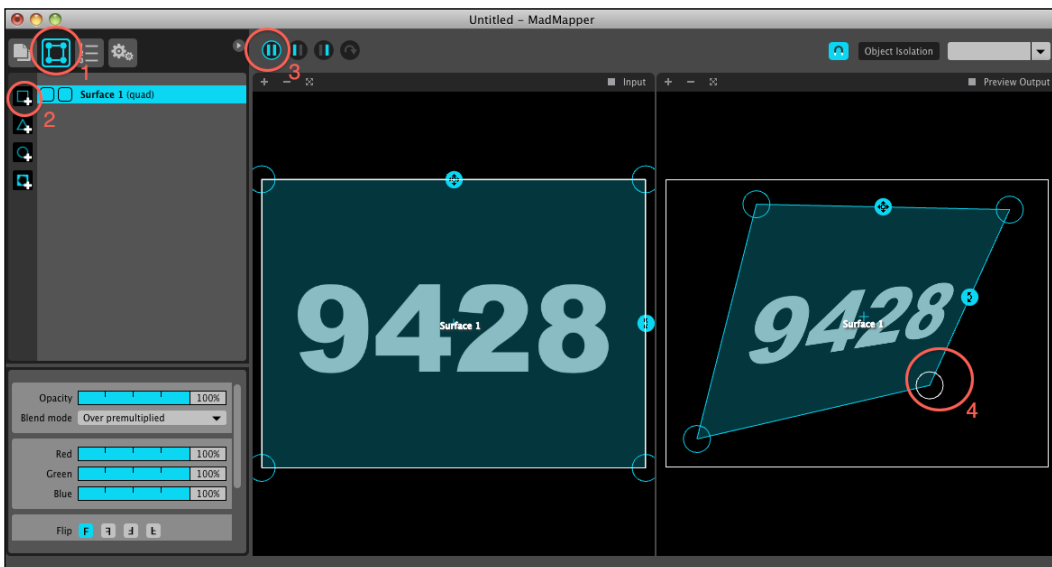 Untitled – MadMapper
1
3
Object Isolation
2
Surface 1 (quad)
+ − Input
+ − Preview Output
9428
Surface 1
9428
Surface 1
4
Opacity 100%
Blend mode Over premultiplied
Red 100%
Green 100%
Blue 100%
Flip F